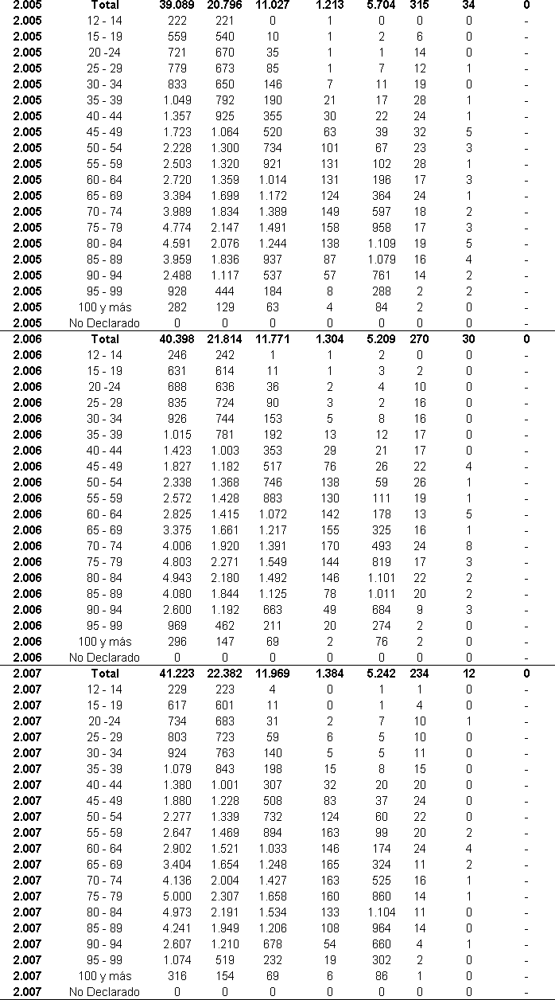 2.005 Total 39.089 20.796 11.027 1.213 5.704 315 34 0
2.005 12 - 14 222 221 0 1 0 0 0 -
2.005 15 - 19 559 540 10 1 2 6 0 -
2.005 20 -24 721 670 35 1 1 14 0 -
2.005 25 - 29 779 673 85 1 7 12 1 -
2.005 30 - 34 833 650 146 7 11 19 0 -
2.005 35 - 39 1.049 792 190 21 17 28 1 -
2.005 40 - 44 1.357 925 355 30 22 24 1 -
2.005 45 - 49 1.723 1.064 520 63 39 32 5 -
2.005 50 - 54 2.228 1.300 734 101 67 23 3 -
2.005 55 - 59 2.503 1.320 921 131 102 28 1 -
2.005 60 - 64 2.720 1.359 1.014 131 196 17 3 -
2.005 65 - 69 3.384 1.699 1.172 124 364 24 1 -
2.005 70 - 74 3.989 1.834 1.389 149 597 18 2 -
2.005 75 - 79 4.774 2.147 1.491 158 958 17 3 -
2.005 80 - 84 4.591 2.076 1.244 138 1.109 19 5 -
2.005 85 - 89 3.959 1.836 937 87 1.079 16 4 -
2.005 90 - 94 2.488 1.117 537 57 761 14 2 -
2.005 95 - 99 928 444 184 8 288 2 2 -
2.005 100 y más 282 129 63 4 84 2 0 -
2.005 No Declarado 0 0 0 0 0 0 0 -
2.006 Total 40.398 21.814 11.771 1.304 5.209 270 30 0
2.006 12 - 14 246 242 1 1 2 0 0 -
2.006 15 - 19 631 614 11 1 3 2 0 -
2.006 20 -24 688 636 36 2 4 10 0 -
2.006 25 - 29 835 724 90 3 2 16 0 -
2.006 30 - 34 926 744 153 5 8 16 0 -
2.006 35 - 39 1.015 781 192 13 12 17 0 -
2.006 40 - 44 1.423 1.003 353 29 21 17 0 -
2.006 45 - 49 1.827 1.182 517 76 26 22 4 -
2.006 50 - 54 2.338 1.368 746 138 59 26 1 -
2.006 55 - 59 2.572 1.428 883 130 111 19 1 -
2.006 60 - 64 2.825 1.415 1.072 142 178 13 5 -
2.006 65 - 69 3.375 1.661 1.217 155 325 16 1 -
2.006 70 - 74 4.006 1.920 1.391 170 493 24 8 -
2.006 75 - 79 4.803 2.271 1.549 144 819 17 3 -
2.006 80 - 84 4.943 2.180 1.492 146 1.101 22 2 -
2.006 85 - 89 4.080 1.844 1.125 78 1.011 20 2 -
2.006 90 - 94 2.600 1.192 663 49 684 9 3 -
2.006 95 - 99 969 462 211 20 274 2 0 -
2.006 100 y más 296 147 69 2 76 2 0 -
2.006 No Declarado 0 0 0 0 0 0 0 -
2.007 Total 41.223 22.382 11.969 1.384 5.242 234 12 0
2.007 12 - 14 229 223 4 0 1 1 0 -
2.007 15 - 19 617 601 11 0 1 4 0 -
2.007 20 -24 734 683 31 2 7 10 1 -
2.007 25 - 29 803 723 59 6 5 10 0 -
2.007 30 - 34 924 763 140 5 5 11 0 -
2.007 35 - 39 1.079 843 198 15 8 15 0 -
2.007 40 - 44 1.380 1.001 307 32 20 20 0 -
2.007 45 - 49 1.880 1.228 508 83 37 24 0 -
2.007 50 - 54 2.277 1.339 732 124 60 22 0 -
2.007 55 - 59 2.647 1.469 894 163 99 20 2 -
2.007 60 - 64 2.902 1.521 1.033 146 174 24 4 -
2.007 65 - 69 3.404 1.654 1.248 165 324 11 2 -
2.007 70 - 74 4.136 2.004 1.427 163 525 16 1 -
2.007 75 - 79 5.000 2.307 1.658 160 860 14 1 -
2.007 80 - 84 4.973 2.191 1.534 133 1.104 11 0 -
2.007 85 - 89 4.241 1.949 1.206 108 964 14 0 -
2.007 90 - 94 2.607 1.210 678 54 660 4 1 -
2.007 95 - 99 1.074 519 232 19 302 2 0 -
2.007 100 y más 316 154 69 6 86 1 0 -
2.007 No Declarado 0 0 0 0 0 0 0 -